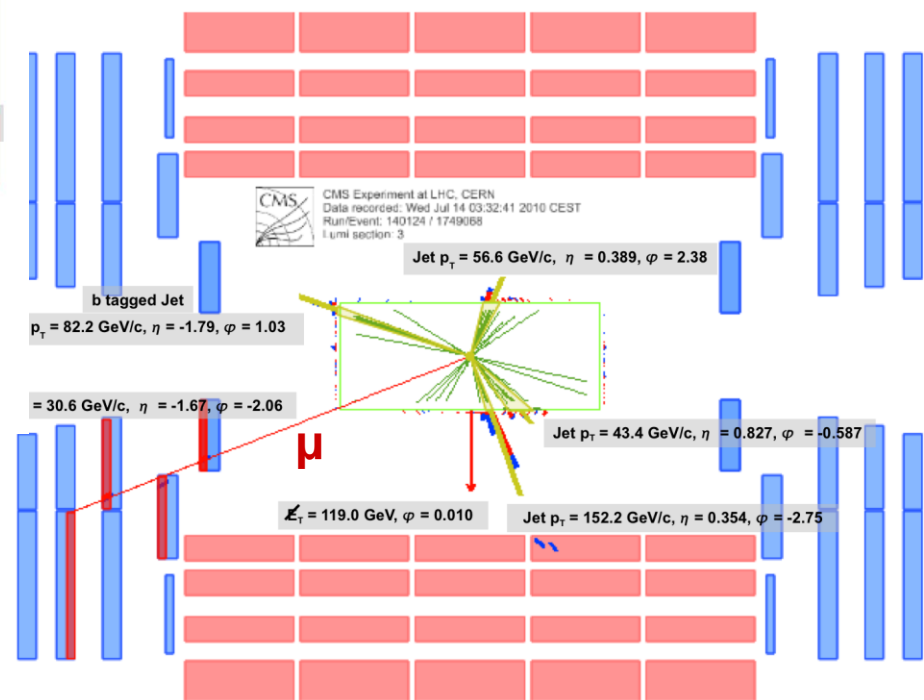 CMS
CMS Experiment at LHC, CERN
Data recorded: Wed Jul 14 03:32:41 2010 CEST
Run/Event: 140124 / 1749068
Lumi section: 3
Jet pT = 56.6 GeV/c, η = 0.389, φ = 2.38
b tagged Jet
pT = 82.2 GeV/c, η = -1.79, φ = 1.03
= 30.6 GeV/c, η = -1.67, φ = -2.06
μ
Jet pT = 43.4 GeV/c, η = 0.827, φ = -0.587
E̸T = 119.0 GeV, φ = 0.010
Jet pT = 152.2 GeV/c, η = 0.354, φ = -2.75